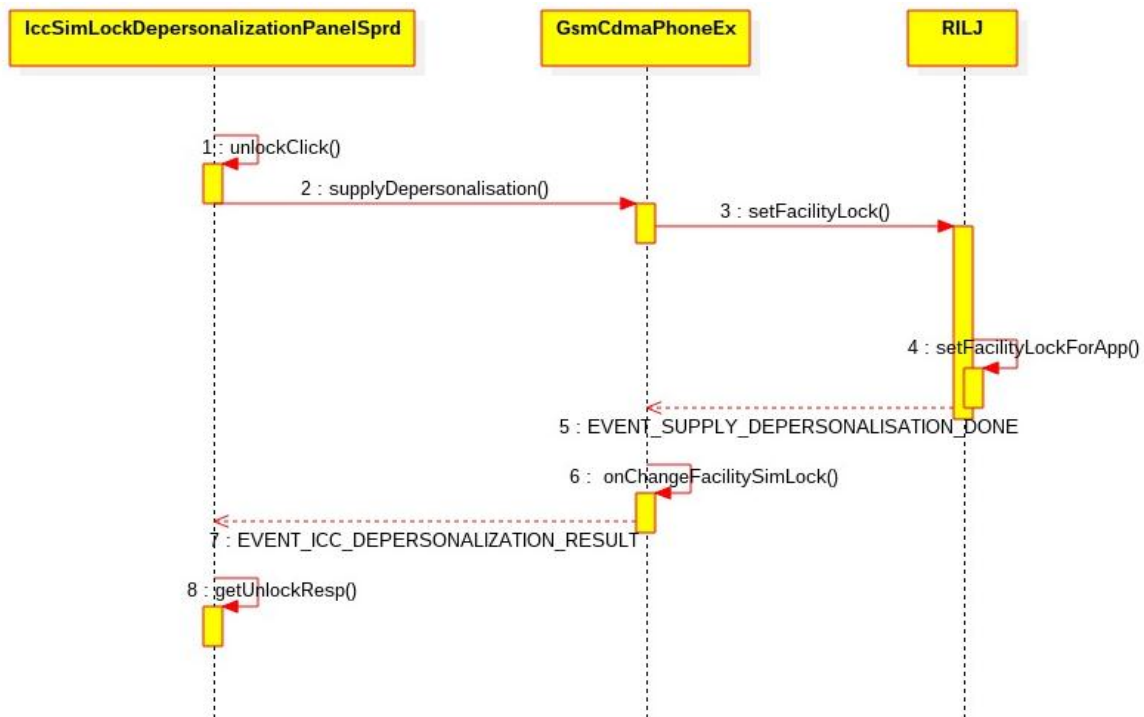 IccSimLockDepersonalizationPanelSprd
GsmCdmaPhoneEx
RILJ
1 : unlockClick()
2 : supplyDepersonalisation()
3 : setFacilityLock()
4 : setFacilityLockForApp()
5 : EVENT_SUPPLY_DEPERSONALISATION_DONE
6 : onChangeFacilitySimLock()
7 : EVENT_ICC_DEPERSONALIZATION_RESULT
8 : getUnlockResp()